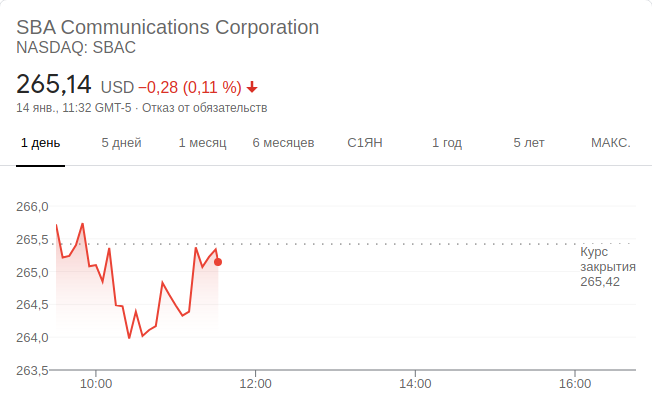 SBA Communications Corporation
NASDAQ: SBAC
265,14 USD −0,28 (0,11 %)
14 янв., 11:32 GMT-5 · Отказ от обязательств
1 день 5 дней 1 месяц 6 месяцев С1ЯН 1 год 5 лет МАКС.
266,0
265,5
Курс
закрытия
265,42
265,0
264,5
264,0
263,5
10:00 12:00 14:00 16:00